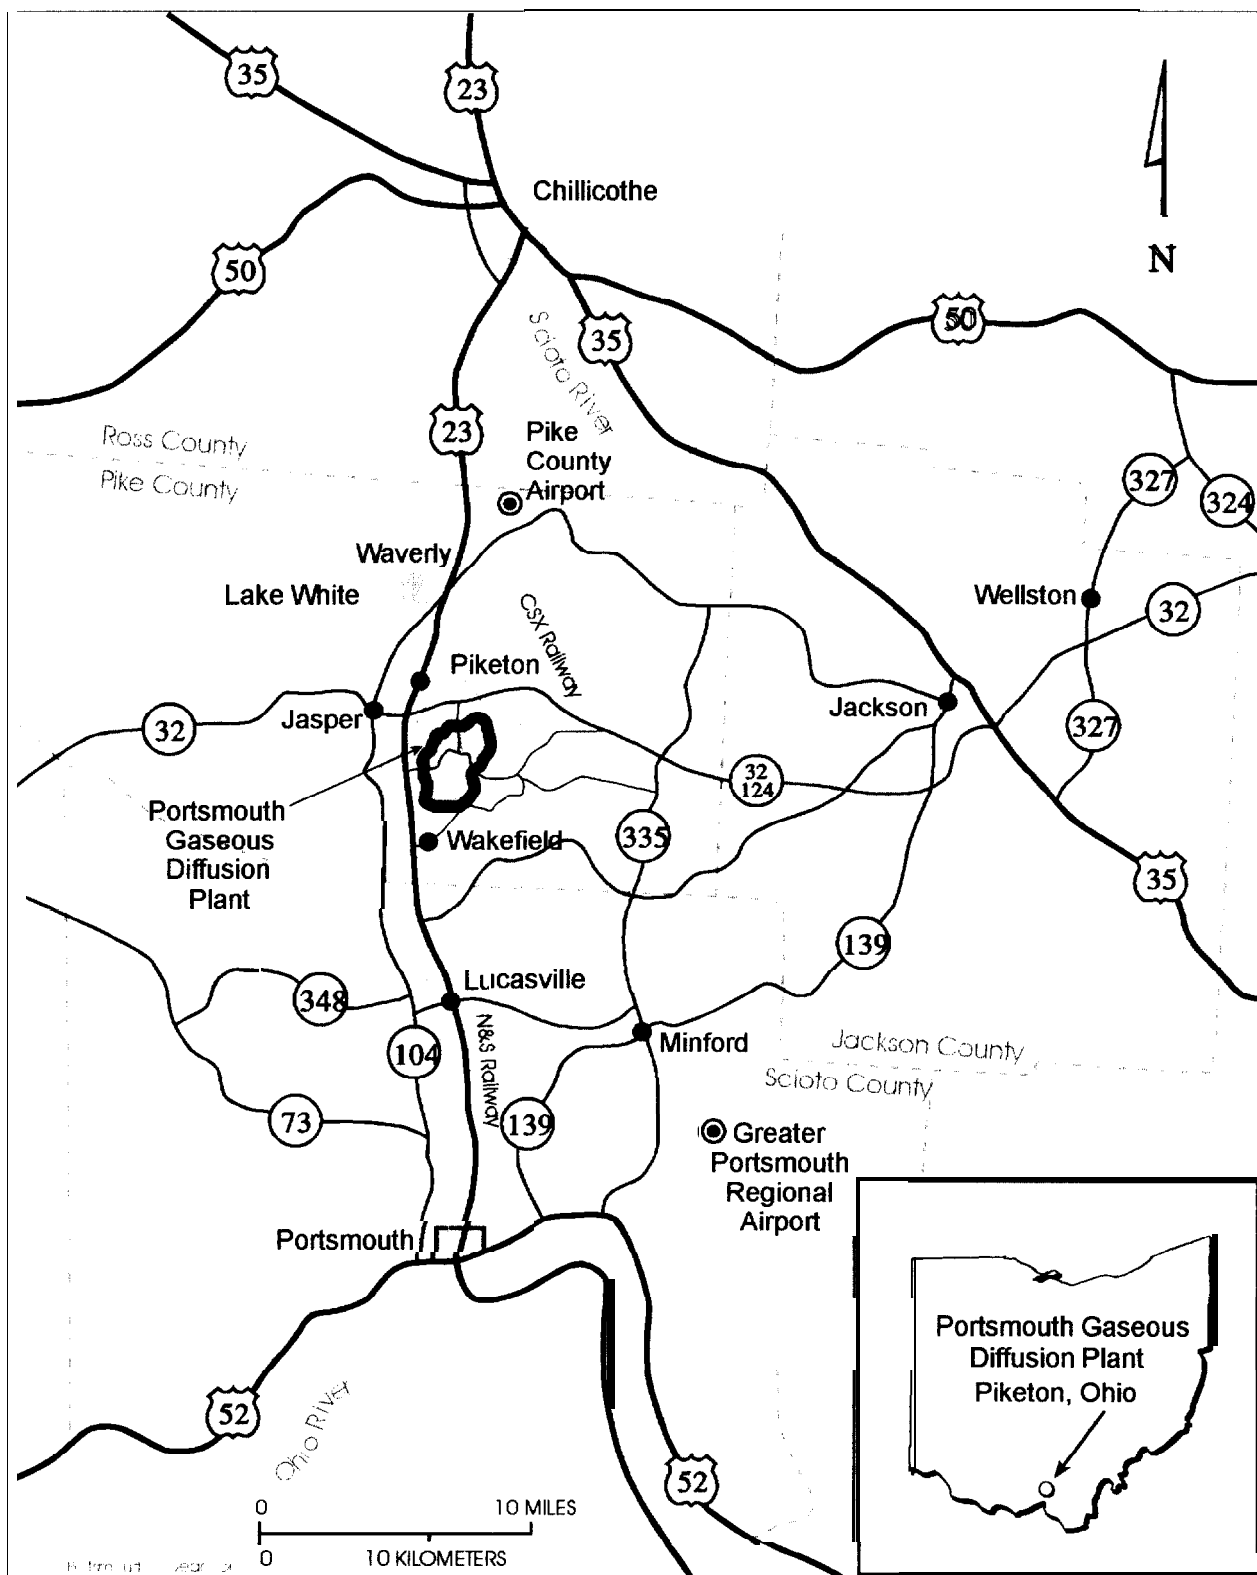 35
23
Chillicothe
N
50
50
35
Scioto River
23
Ross County
Pike County
Pike
County
Airport
327
324
Waverly
Lake White
Wellston
32
CSX Railway
Piketon
Jasper
Jackson
32
327
32
124
Portsmouth
Gaseous
Diffusion
Plant
335
Wakefield
35
139
Lucasville
348
N&S Railway
104
Minford
Jackson County
Scioto County
73
139
Greater
Portsmouth
Regional
Airport
Portsmouth
Portsmouth Gaseous
Diffusion Plant
Piketon, Ohio
52
Ohio River
52
0 10 MILES
0 10 KILOMETERS